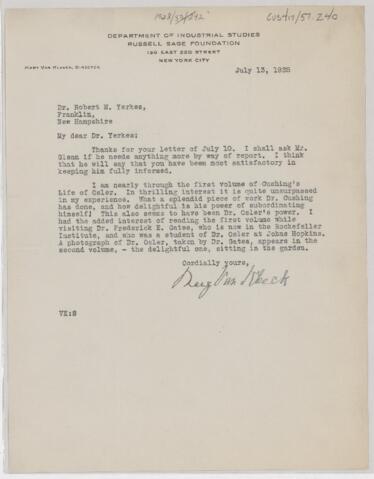 DEPARTMENT OF INDUSTRIAL STUDIES
RUSSELL SAGE FOUNDATION
130 EAST 22D STREET
NEW YORK CITY
MARY VAN KLEECK, DIRECTOR
July 13, 1928
Dr. Robert M. Yerkes,
Franklin,
New Hampshire
My dear Dr. Yerkes:
Thanks for your letter of July 10. I shall ask Mr.
Glenn if he needs anything more by way of report. I think
that he will say that you have been most satisfactory in
keeping him fully informed.
I am nearly through the first volume of Cushing's
Life of Osler. In thrilling interest it is quite unsurpassed
in my experience. What a splendid piece of work Dr. Cushing
has done, and how delightful is his power of subordinating
himself! This also seems to have been Dr. Osler's power. I
had the added interest of reading the first volume while
visiting Dr. Frederick L. Gates, who is now in the Rockefeller
Institute, and who was a student of Dr. Osler at Johns Hopkins.
A photograph of Dr. Osler, taken by Dr. Gates, appears in the
second volume, - the delightful one, sitting in the garden.
Cordially yours,
Mary Van Kleeck
VK:S